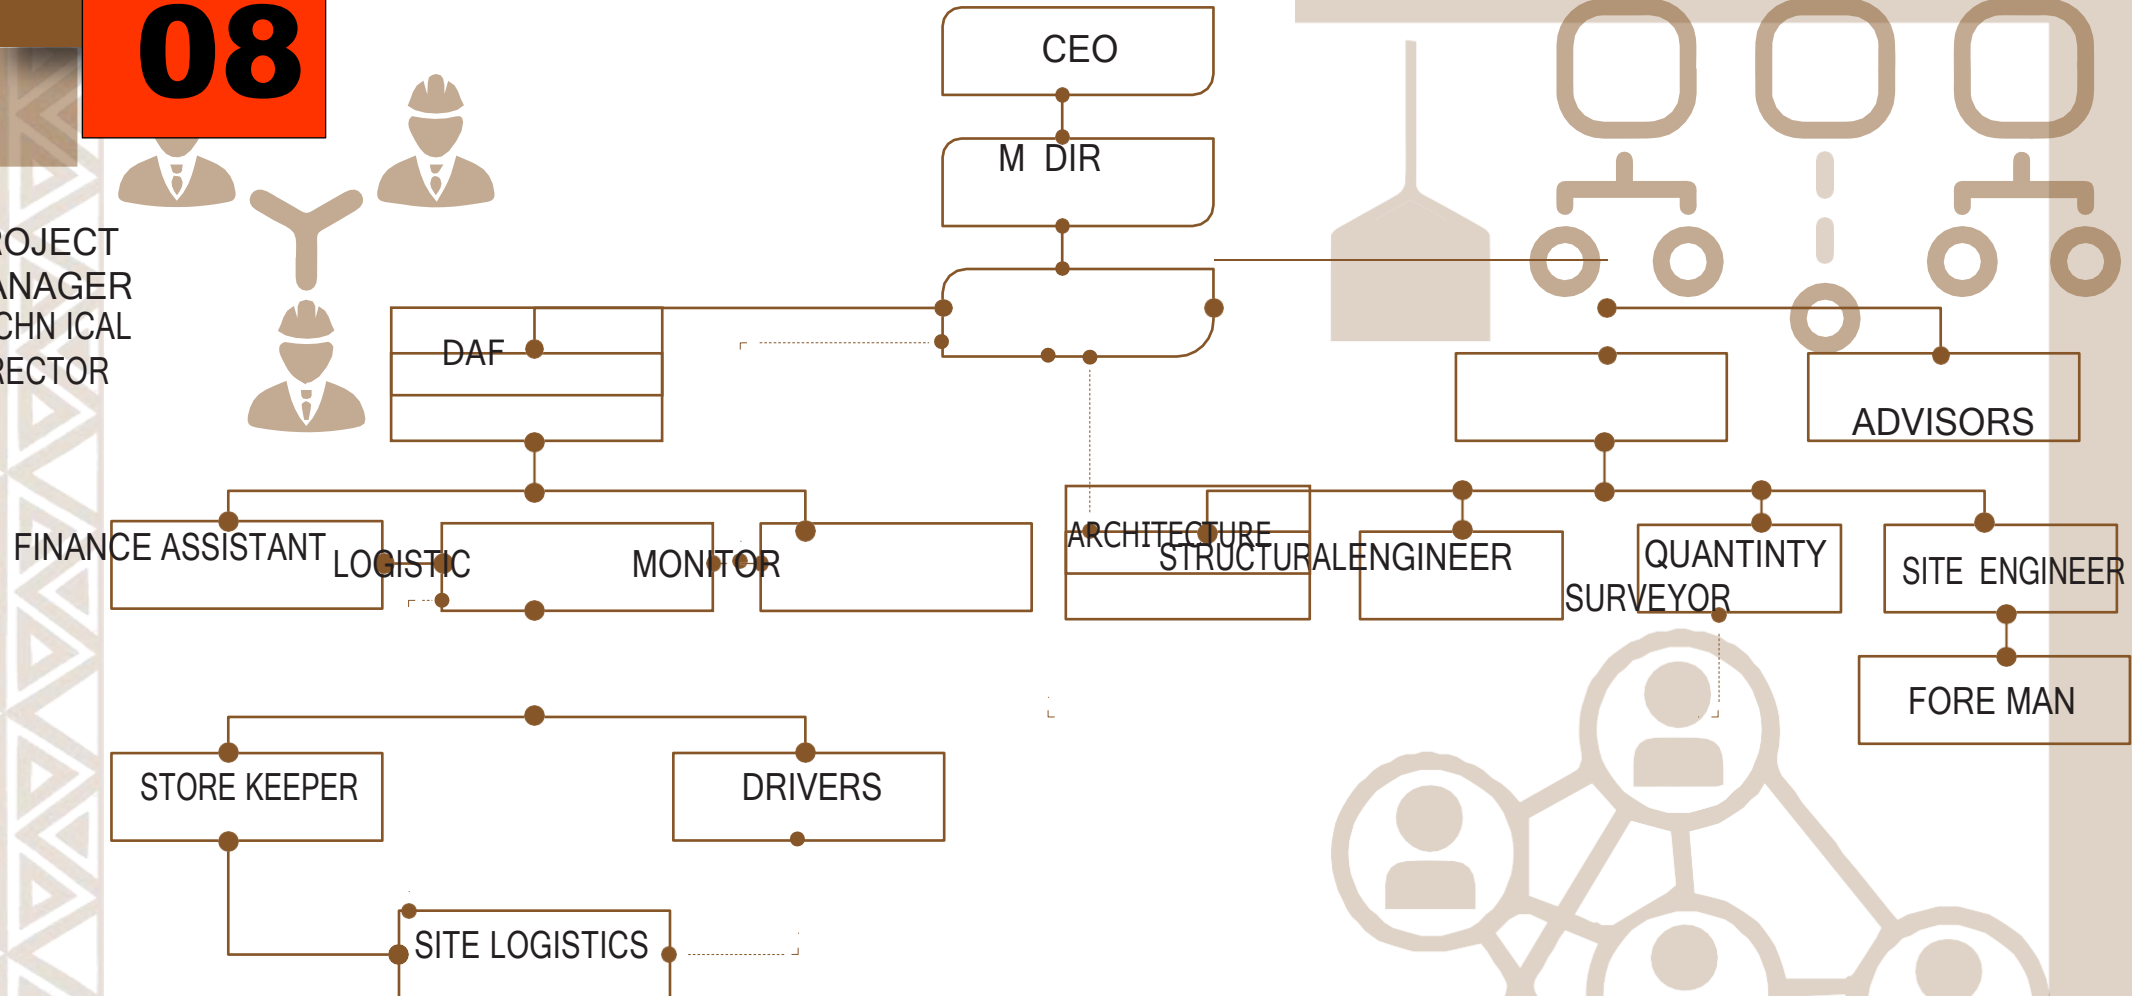 08
CEO
M DIR
ROJECT
ANAGER
CHN ICAL
RECTOR
DAF
ADVISORS
FINANCE ASSISTANT
LOGISTIC
MONITOR
ARCHITECTURE
STRUCTURALENGINEER
QUANTINTY
SURVEYOR
SITE ENGINEER
FORE MAN
STORE KEEPER
DRIVERS
SITE LOGISTICS